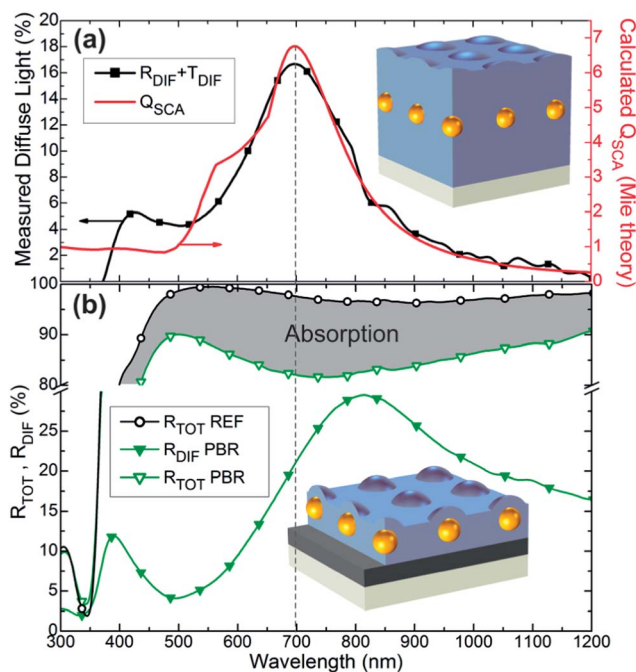 (a)
R_DIF+T_DIF
Q_SCA
Measured Diffuse Light (%)
0
2
4
6
8
10
12
14
16
18
20
Calculated Q_SCA (Mie theory)
0
1
2
3
4
5
6
7
8
(b)
Absorption
R_TOT REF
R_DIF PBR
R_TOT PBR
R_TOT , R_DIF (%)
100
90
80
25
20
15
10
5
0
300 400 500 600 700 800 900 1000 1100 1200
Wavelength (nm)